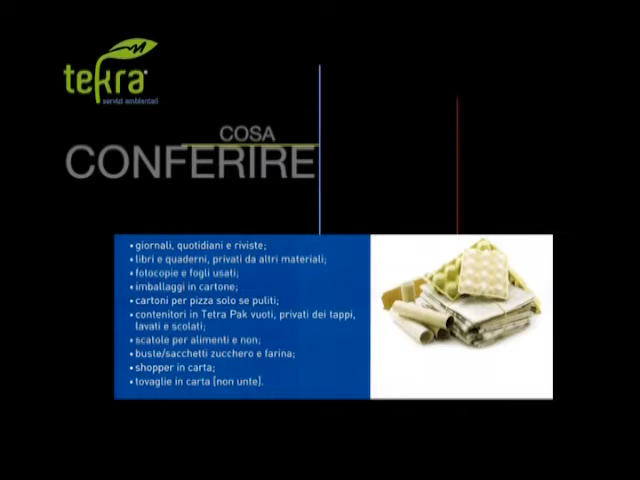 tekra
servizi ambientali
COSA
CONFERIRE
• giornali, quotidiani e riviste;
• libri e quaderni, privati da altri materiali;
• fotocopie e fogli usati;
• imballaggi in cartone;
• cartoni per pizza solo se puliti;
• contenitori in Tetra Pak vuoti, privati dei tappi,
lavati e scolati;
• scatole per alimenti e non;
• buste/sacchetti zucchero e farina;
• shopper in carta;
• tovaglie in carta [non unte].